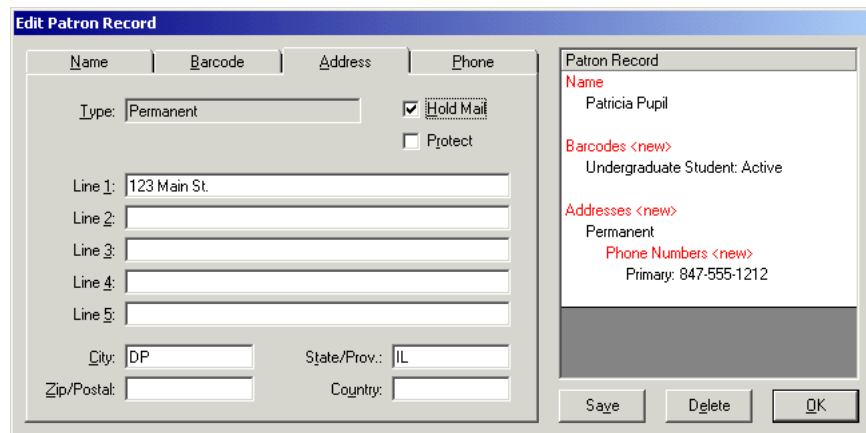 Edit Patron Record
Name Barcode Address Phone
Type: Permanent
Hold Mail
Protect
Line 1: 123 Main St.
Line 2:
Line 3:
Line 4:
Line 5:
City: DP State/Prov.: IL
Zip/Postal: Country:
Patron Record
Name
Patricia Pupil
Barcodes <new>
Undergraduate Student: Active
Addresses <new>
Permanent
Phone Numbers <new>
Primary: 847-555-1212
Save Delete OK